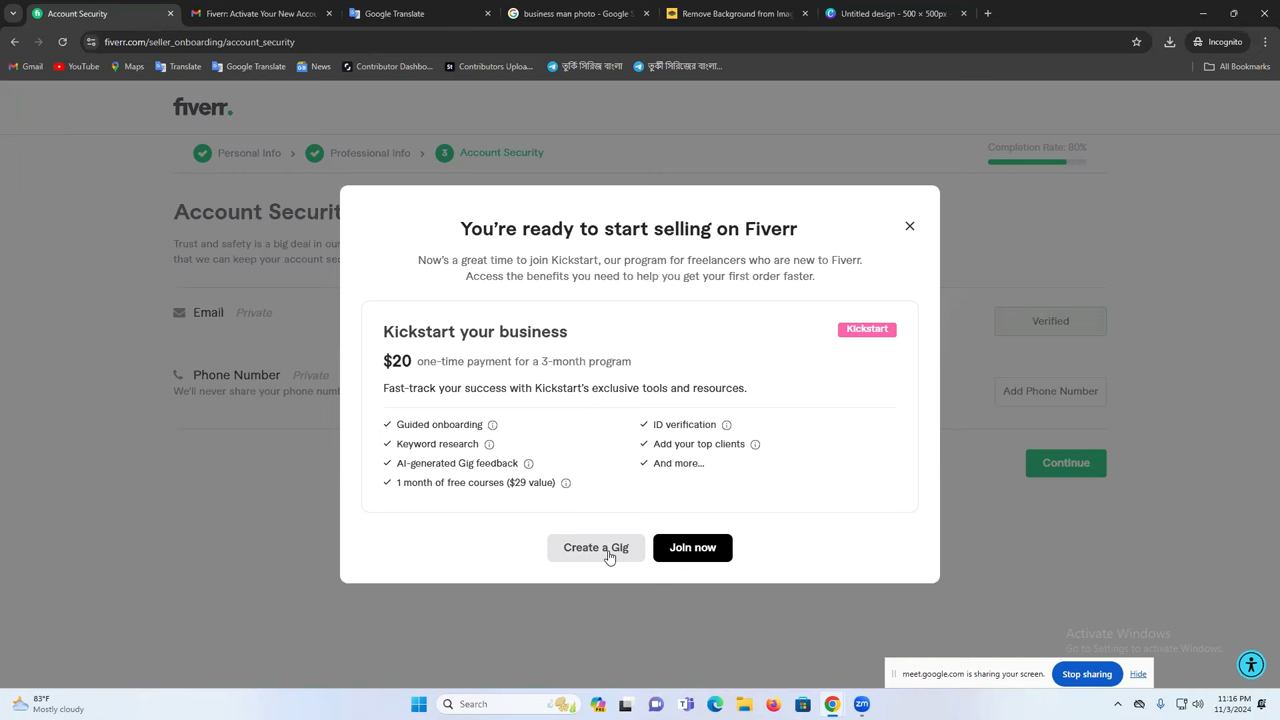 Account Security
Fiverr: Activate Your New Accou
Google Translate
business man photo - Google S
Remove Background from Imag
Untitled design - 500 × 500px
fiverr.com/seller_onboarding/account_security
Incognito
Gmail
YouTube
Maps
Translate
Google Translate
News
Contributor Dashbo...
Contributors Uploa...
তুর্কি সিরিজ বাংলা
তুর্কী সিরিজের বাংলা...
All Bookmarks
fiverr.
Personal Info
Professional Info
3 Account Security
Completion Rate: 80%
Account Securit
Trust and safety is a big deal in ou
that we can keep your account sec
Email Private
Verified
Phone Number Private
We'll never share your phone num
Add Phone Number
Continue
You're ready to start selling on Fiverr
Now's a great time to join Kickstart, our program for freelancers who are new to Fiverr.
Access the benefits you need to help you get your first order faster.
Kickstart your business
Kickstart
$20 one-time payment for a 3-month program
Fast-track your success with Kickstart's exclusive tools and resources.
Guided onboarding
ID verification
Keyword research
Add your top clients
AI-generated Gig feedback
And more...
1 month of free courses ($29 value)
Create a Gig
Join now
Activate Windows
Go to Settings to activate Windows.
meet.google.com is sharing your screen.
Stop sharing
Hide
83°F
Mostly cloudy
Search
zm
11:16 PM
11/3/2024